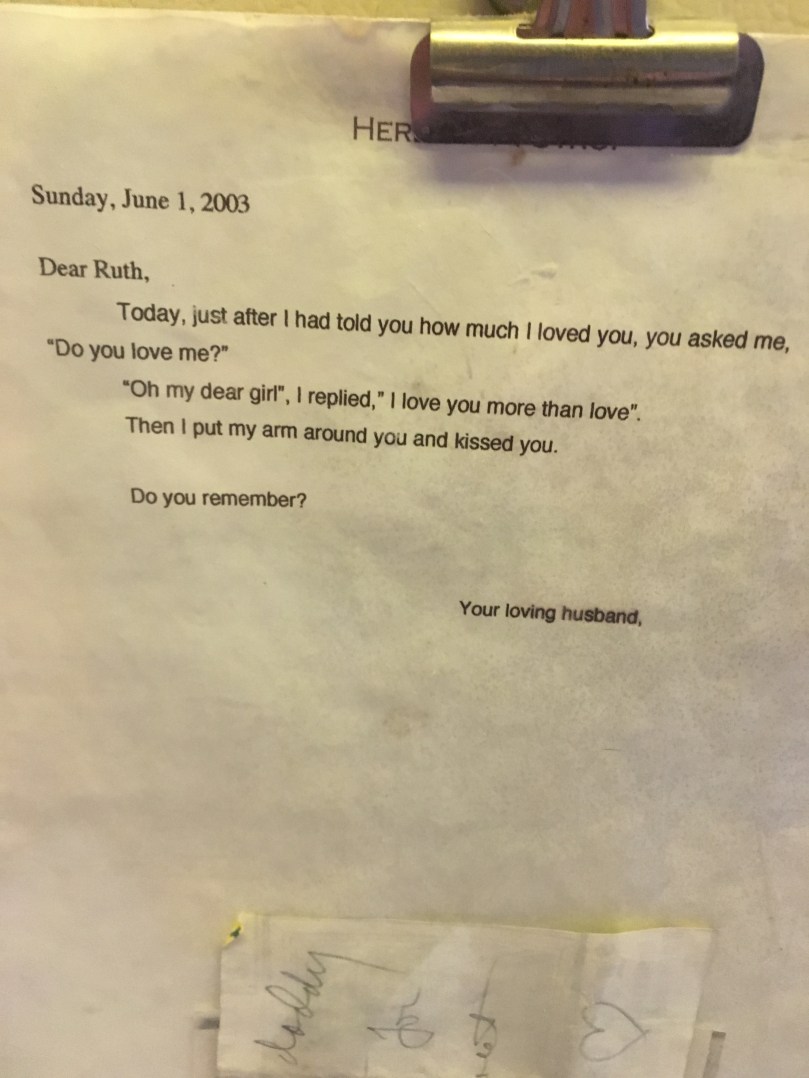 Sunday, June 1, 2003
Dear Ruth,
Today, just after I had told you how much I loved you, you asked me,
"Do you love me?"
"Oh my dear girl", I replied," I love you more than love".
Then I put my arm around you and kissed you.
Do you remember?
Your loving husband,
daddy
for